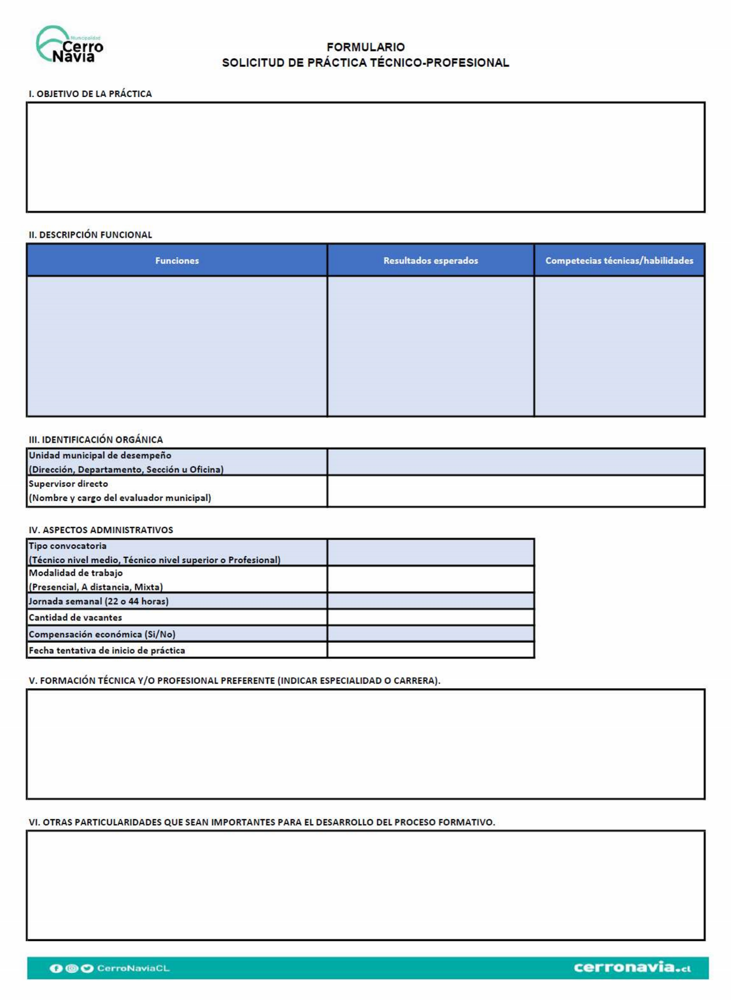 Municipalidad
Cerro
Navia
FORMULARIO
SOLICITUD DE PRÁCTICA TÉCNICO-PROFESIONAL
I. OBJETIVO DE LA PRÁCTICA
II. DESCRIPCIÓN FUNCIONAL
Funciones Resultados esperados Competecias técnicas/habilidades
III. IDENTIFICACIÓN ORGÁNICA
Unidad municipal de desempeño
(Dirección, Departamento, Sección u Oficina)
Supervisor directo
(Nombre y cargo del evaluador municipal)
IV. ASPECTOS ADMINISTRATIVOS
Tipo convocatoria
(Técnico nivel medio, Técnico nivel superior o Profesional)
Modalidad de trabajo
(Presencial, A distancia, Mixta)
Jornada semanal (22 o 44 horas)
Cantidad de vacantes
Compensación económica (Si/No)
Fecha tentativa de inicio de práctica
V. FORMACIÓN TÉCNICA Y/O PROFESIONAL PREFERENTE (INDICAR ESPECIALIDAD O CARRERA).
VI. OTRAS PARTICULARIDADES QUE SEAN IMPORTANTES PARA EL DESARROLLO DEL PROCESO FORMATIVO.
CerroNaviaCL cerronavia.cl